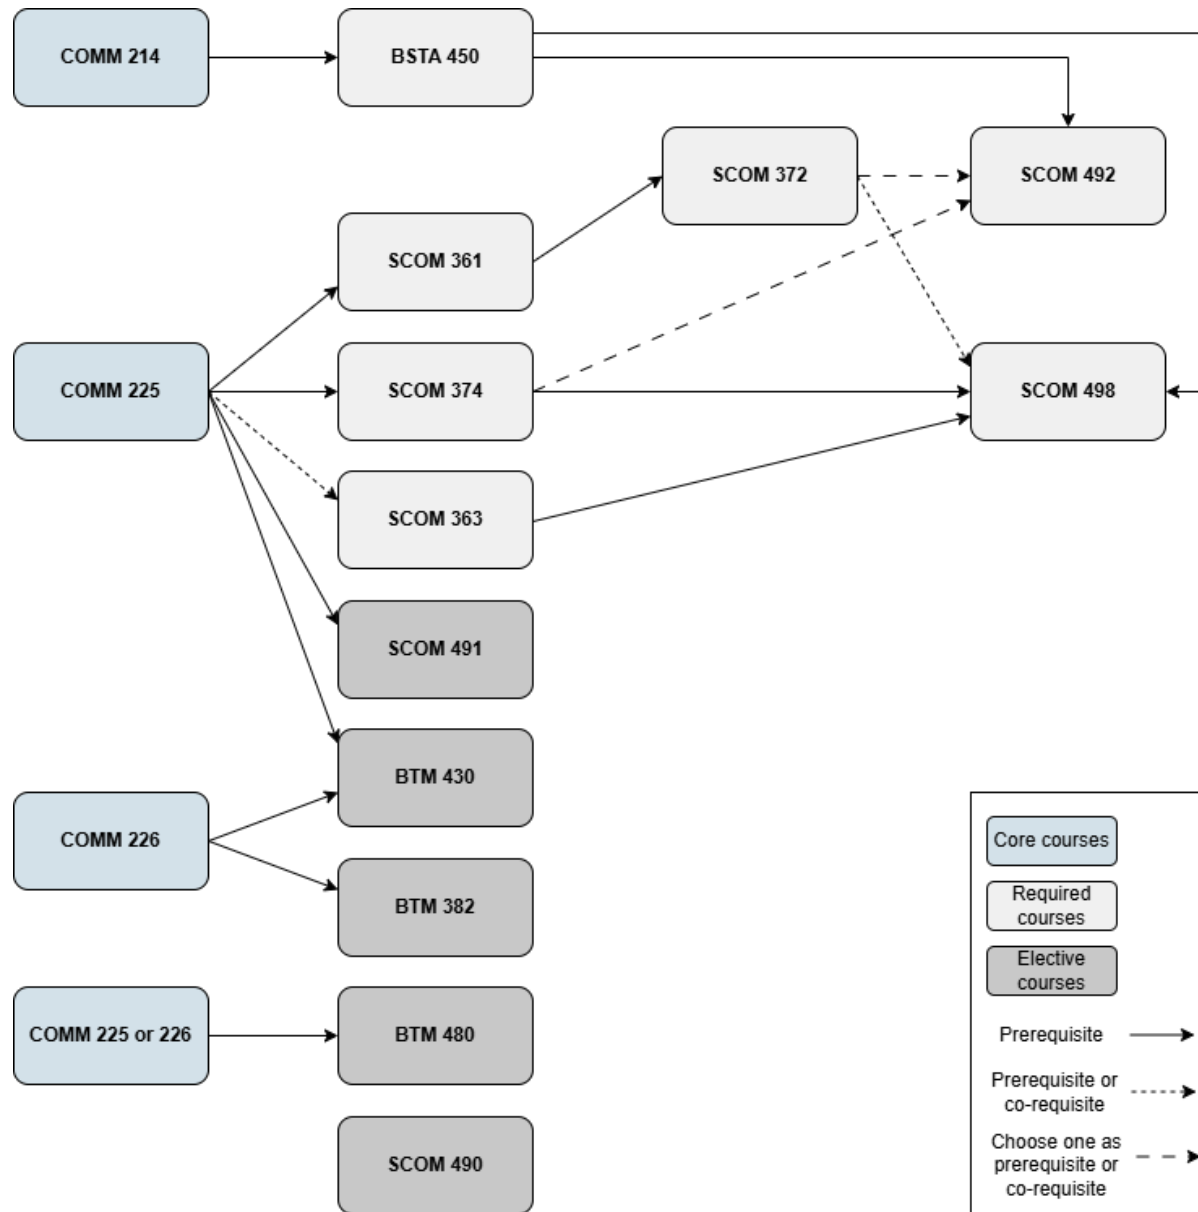 COMM 214
BSTA 450
SCOM 372
SCOM 492
SCOM 361
COMM 225
SCOM 374
SCOM 498
SCOM 363
SCOM 491
BTM 430
COMM 226
BTM 382
COMM 225 or 226
BTM 480
SCOM 490
Core courses
Required
courses
Elective
courses
Prerequisite
Prerequisite or
co-requisite
Choose one as
prerequisite or
co-requisite